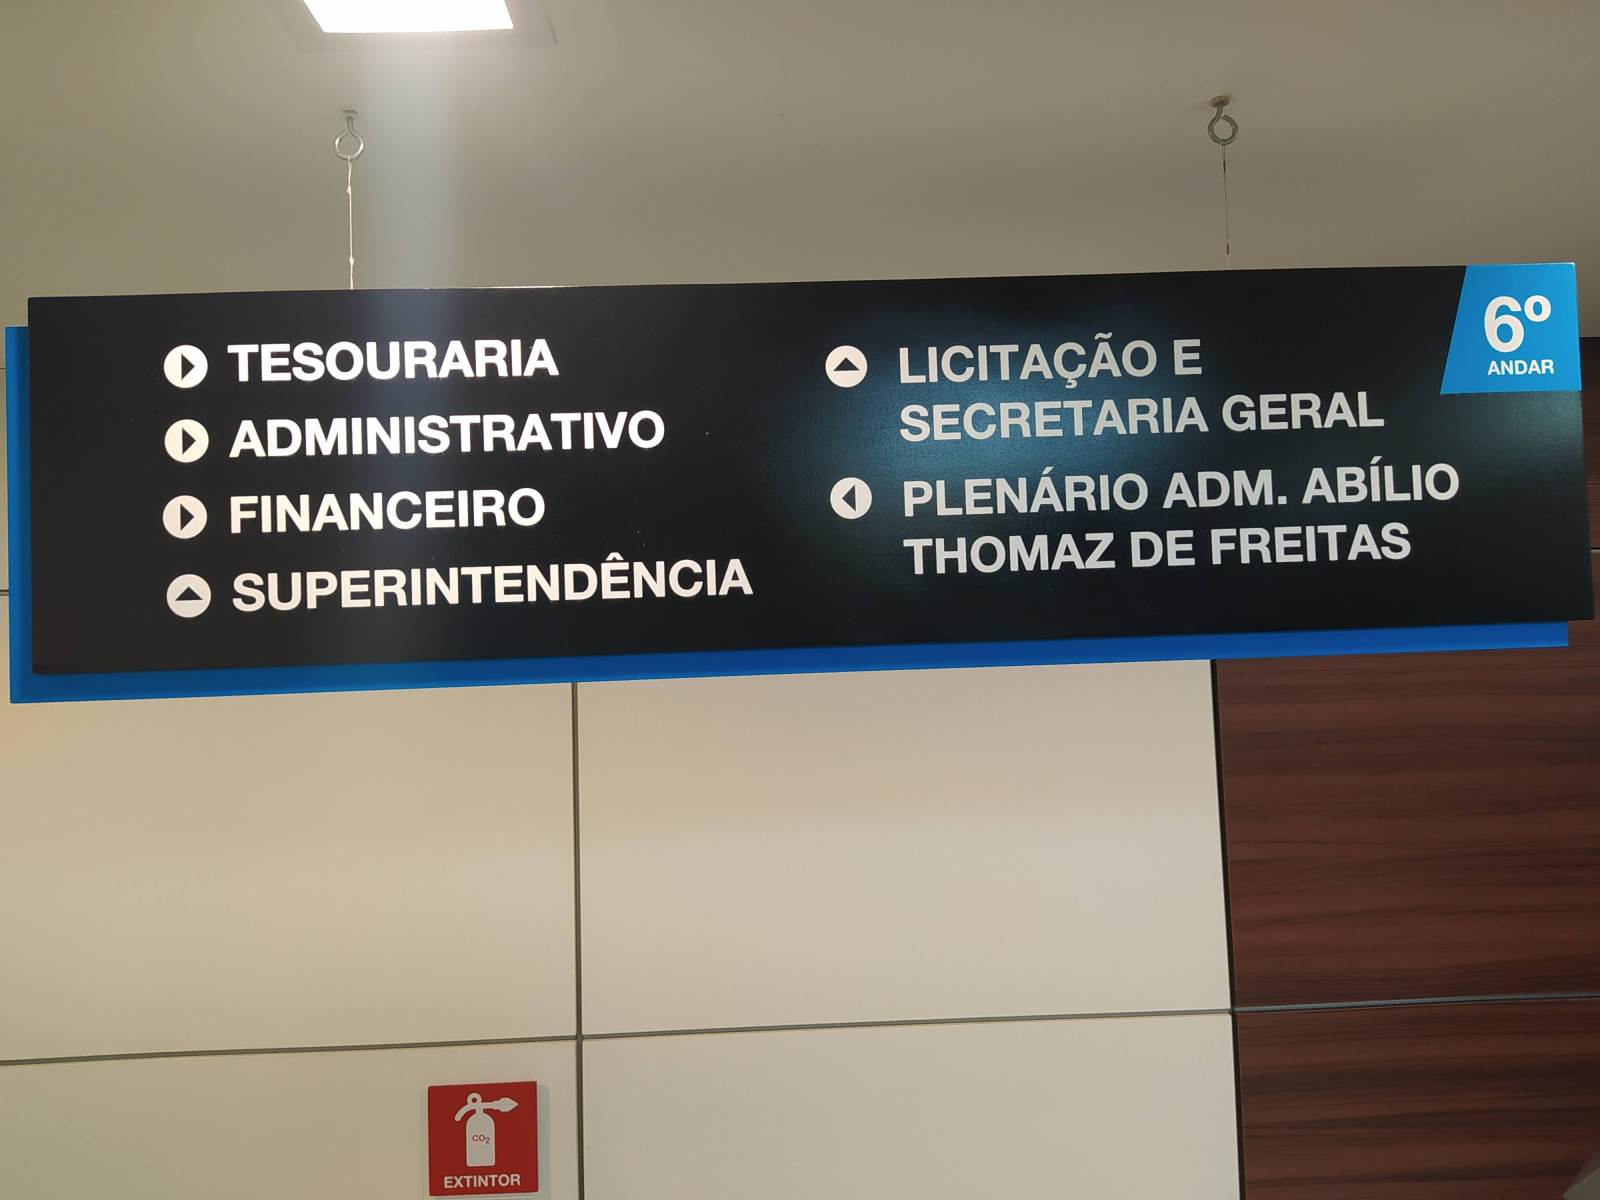 TESOURARIA
ADMINISTRATIVO
FINANCEIRO
SUPERINTENDÊNCIA
LICITAÇÃO E
SECRETARIA GERAL
PLENÁRIO ADM. ABÍLIO
THOMAZ DE FREITAS
6º
ANDAR
CO2
EXTINTOR